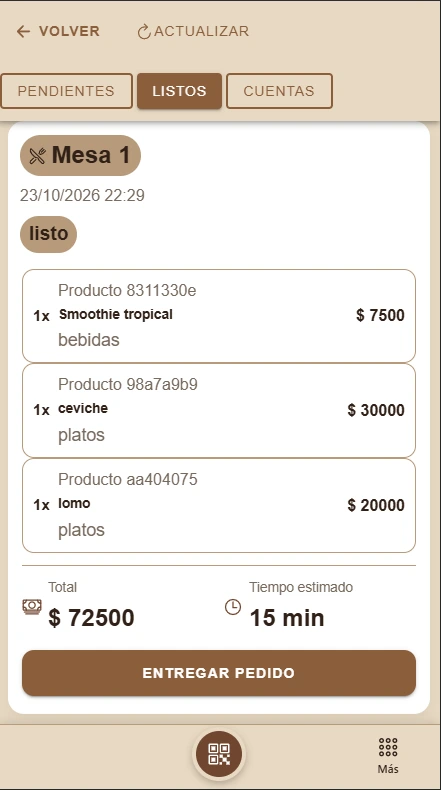 VOLVER
ACTUALIZAR
PENDIENTES
LISTOS
CUENTAS
Mesa 1
23/10/2026 22:29
listo
Producto 8311330e
1x Smoothie tropical
$ 7500
bebidas
Producto 98a7a9b9
1x ceviche
$ 30000
platos
Producto aa404075
1x lomo
$ 20000
platos
Total
$ 72500
Tiempo estimado
15 min
ENTREGAR PEDIDO
Más